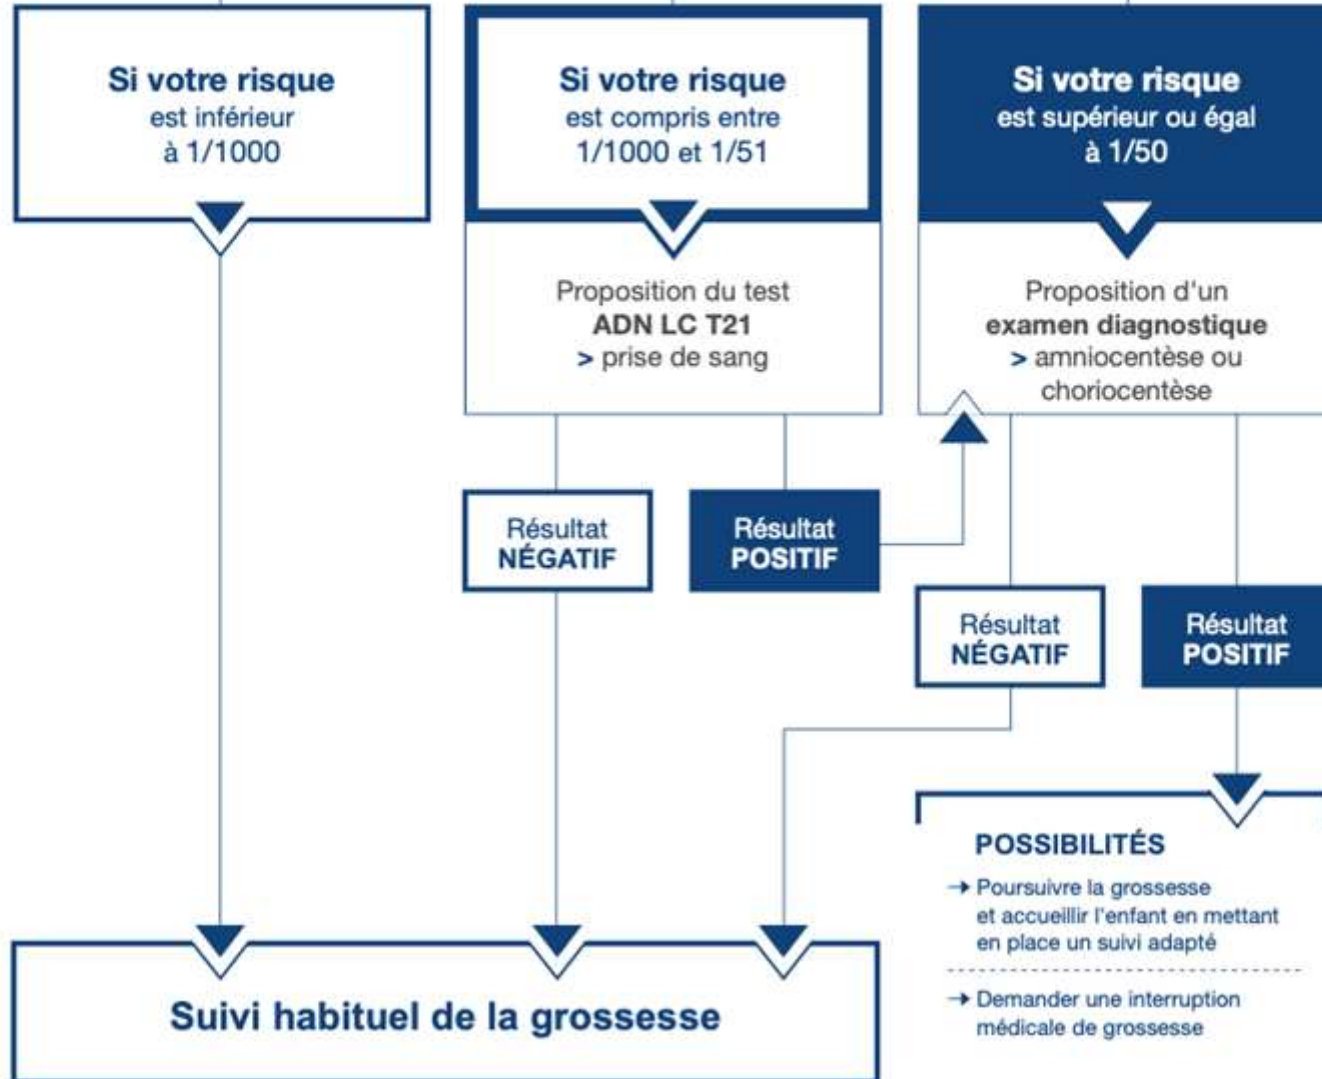 Si votre risque
est inférieur
à 1/1000
Si votre risque
est compris entre
1/1000 et 1/51
Si votre risque
est supérieur ou égal
à 1/50
Proposition du test
ADN LC T21
> prise de sang
Proposition d'un
examen diagnostique
> amniocentèse ou
choriocentèse
Résultat
NÉGATIF
Résultat
POSITIF
Résultat
NÉGATIF
Résultat
POSITIF
POSSIBILITÉS
→ Poursuivre la grossesse
et accueillir l'enfant en mettant
en place un suivi adapté
→ Demander une interruption
médicale de grossesse
Suivi habituel de la grossesse